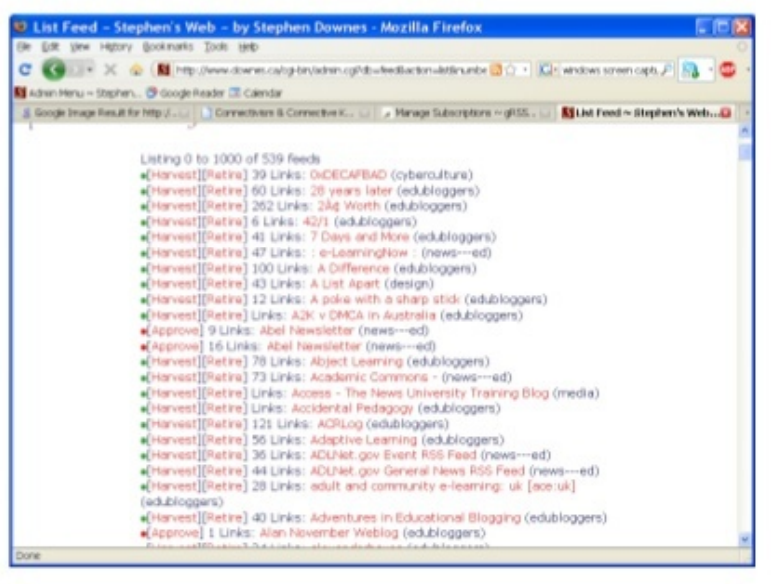 List Feed ~ Stephen's Web ~ by Stephen Downes - Mozilla Firefox
File Edit View History Bookmarks Tools Help
http://www.downes.ca/cgi-bin/admin.cgi?db=feed&action=list&numbe windows screen captu ABP
Admin Menu ~ Stephen... Google Reader Calendar
Google Image Result for http:/... Connectivism & Connective K... Manage Subscriptions ~ gRSS... List Feed ~ Stephen's Web...
Listing 0 to 1000 of 539 feeds
[Harvest][Retire] 39 Links: 0xDECAFBAD (cyberculture)
[Harvest][Retire] 60 Links: 28 years later (edubloggers)
[Harvest][Retire] 262 Links: 2Âg Worth (edubloggers)
[Harvest][Retire] 6 Links: 42/1 (edubloggers)
[Harvest][Retire] 41 Links: 7 Days and More (edubloggers)
[Harvest][Retire] 47 Links: : e-LearningNow : (news---ed)
[Harvest][Retire] 100 Links: A Difference (edubloggers)
[Harvest][Retire] 43 Links: A List Apart (design)
[Harvest][Retire] 12 Links: A poke with a sharp stick (edubloggers)
[Harvest][Retire] Links: A2K v DMCA in Australia (edubloggers)
[Approve] 9 Links: Abel Newsletter (news---ed)
[Approve] 16 Links: Abel Newsletter (news---ed)
[Harvest][Retire] 78 Links: Abject Learning (edubloggers)
[Harvest][Retire] 73 Links: Academic Commons - (news---ed)
[Harvest][Retire] Links: Access - The News University Training Blog (media)
[Harvest][Retire] Links: Accidental Pedagogy (edubloggers)
[Harvest][Retire] 121 Links: ACRLog (edubloggers)
[Harvest][Retire] 56 Links: Adaptive Learning (edubloggers)
[Harvest][Retire] 36 Links: ADLNet.gov Event RSS Feed (news---ed)
[Harvest][Retire] 44 Links: ADLNet.gov General News RSS Feed (news---ed)
[Harvest][Retire] 28 Links: adult and community e-learning: uk [ace:uk]
(edubloggers)
[Harvest][Retire] 40 Links: Adventures in Educational Blogging (edubloggers)
[Approve] 1 Links: Alan November Weblog (edubloggers)
Done